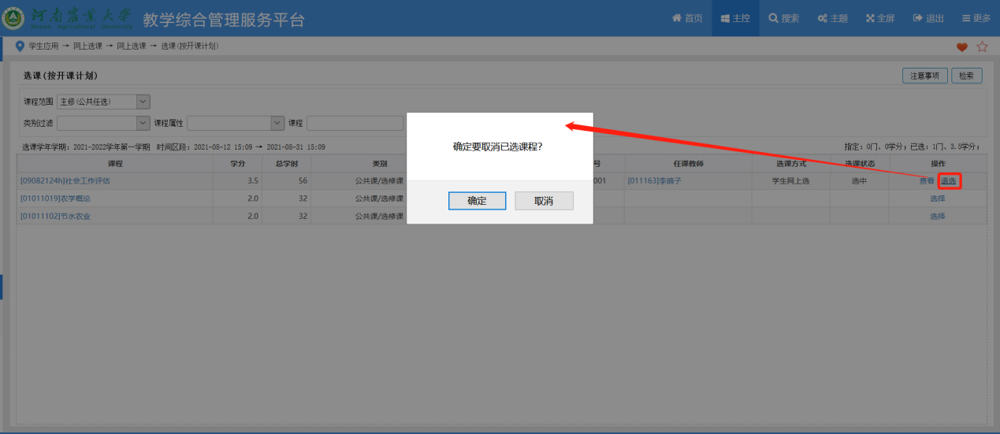 河南农业大学 教学综合管理服务平台 首页 主控 搜索 主题 全屏 退出 更多
Henan Agricultural University
学生应用 → 网上选课 → 网上选课 → 选课(按开课计划)
选课(按开课计划) 注意事项 检索
课程范围 主修(公共任选)
类别过滤 课程属性 课程
选课学年学期：2021-2022学年第一学期 时间区段：2021-08-12 15:09 → 2021-08-31 15:09 指定：0门、0学分；已选：1门、3.5学分；
课程 学分 总学时 类别 号 任课教师 选课方式 选课状态 操作
[09082124h]社会工作评估 3.5 56 公共课/选修课 001 [011163]李鸽子 学生网上选 选中 查看 退选
[01011019]农学概论 2.0 32 公共课/选修课 选择
[01011102]节水农业 2.0 32 公共课/选修课 选择
确定要取消已选课程?
确定 取消